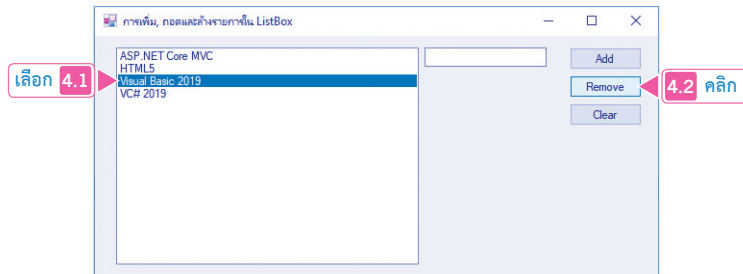 การเพิ่ม, ถอดและล้างรายการใน ListBox
ASP.NET Core MVC
HTML5
Visual Basic 2019
VC# 2019
Add
Remove
Clear
เลือก 4.1
4.2 คลิก